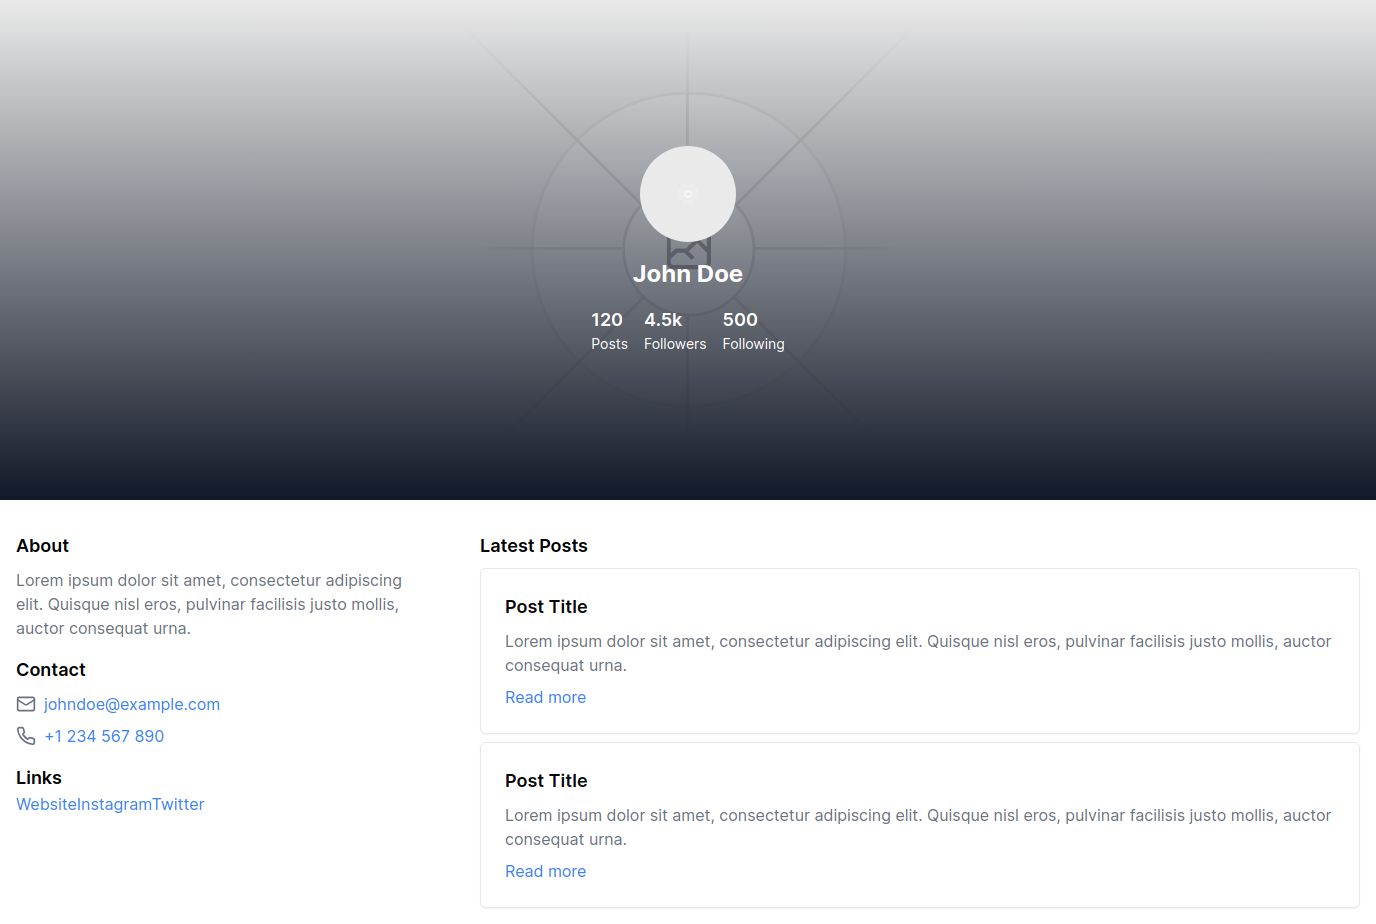 John Doe
120 4.5k 500
Posts Followers Following
About
Lorem ipsum dolor sit amet, consectetur adipiscing
elit. Quisque nisl eros, pulvinar facilisis justo mollis,
auctor consequat urna.
Contact
johndoe@example.com
+1 234 567 890
Links
WebsiteInstagramTwitter
Latest Posts
Post Title
Lorem ipsum dolor sit amet, consectetur adipiscing elit. Quisque nisl eros, pulvinar facilisis justo mollis, auctor
consequat urna.
Read more
Post Title
Lorem ipsum dolor sit amet, consectetur adipiscing elit. Quisque nisl eros, pulvinar facilisis justo mollis, auctor
consequat urna.
Read more